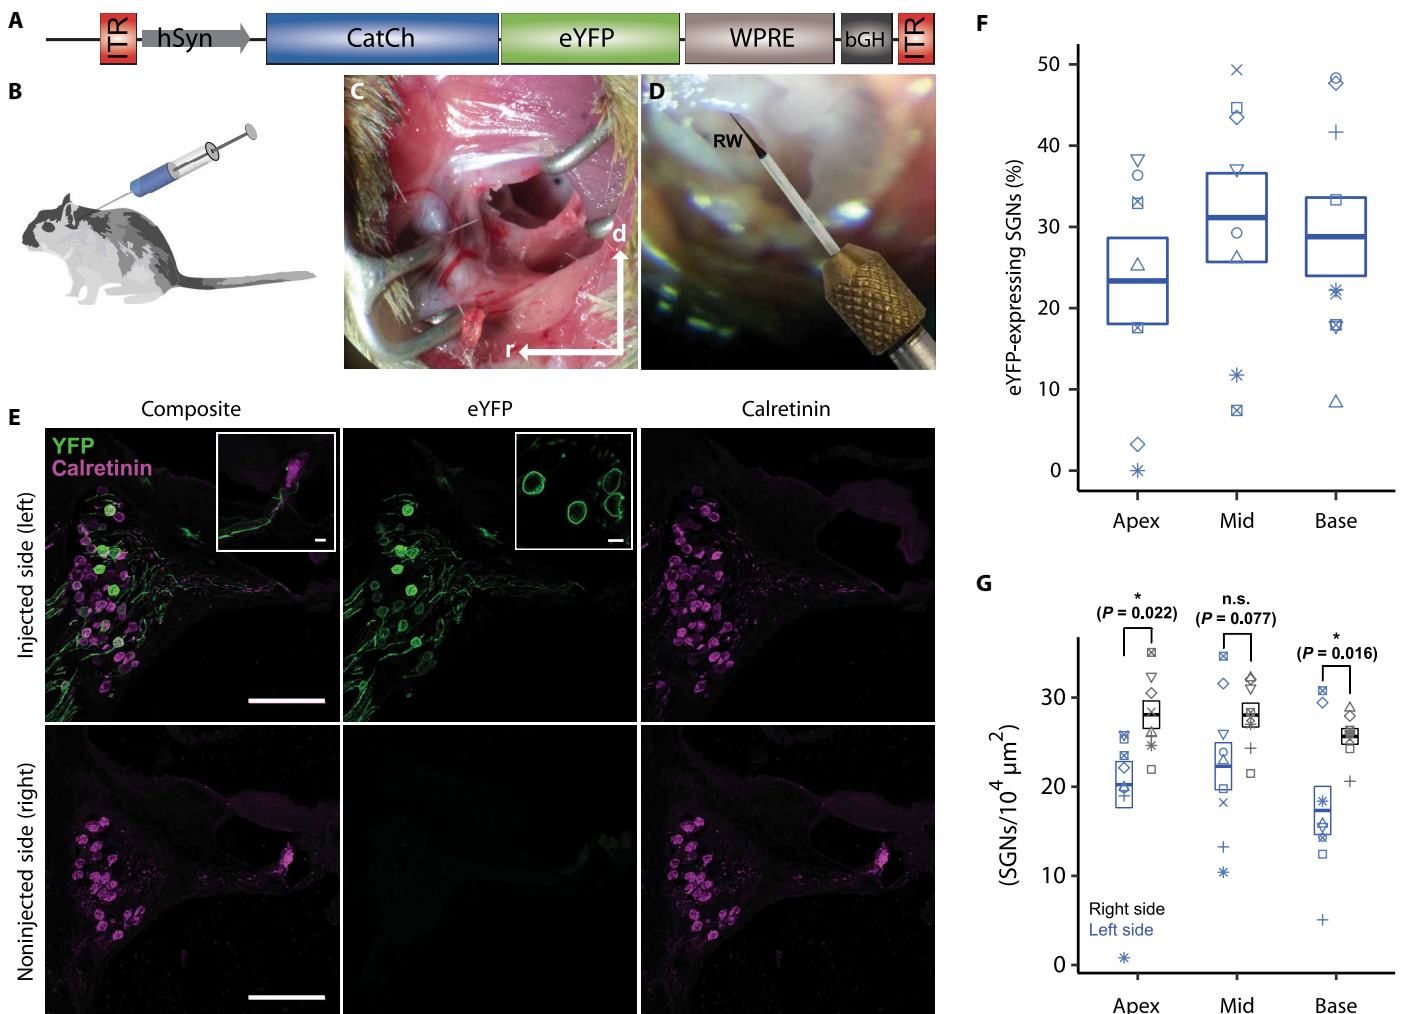 A
ITR
hSyn
CatCh
eYFP
WPRE
bGH
ITR
B
C
d
r
D
RW
E
Composite
eYFP
Calretinin
Injected side (left)
YFP
Calretinin
Noninjected side (right)
F
eYFP-expressing SGNs (%)
50
40
30
20
10
0
Apex
Mid
Base
G
(SGNs/10⁴ µm²)
*
(P = 0.022)
n.s.
(P = 0.077)
*
(P = 0.016)
30
20
10
0
Right side
Left side
Apex
Mid
Base